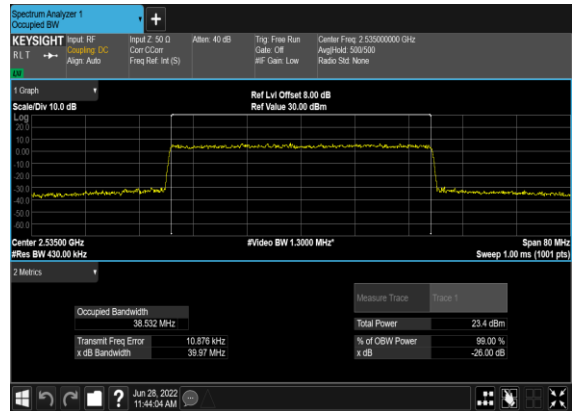 Spectrum Analyzer 1
Occupied BW
KEYSIGHT Input: RF Input Z: 50 Ω Atten: 40 dB Trig: Free Run Center Freq: 2.535000000 GHz
RLT Coupling: DC Corr CCorr Gate: Off Avg|Hold: 500/500
Align: Auto Freq Ref: Int (S) #IF Gain: Low Radio Std: None
1 Graph
Ref Lvl Offset 8.00 dB
Scale/Div 10.0 dB Ref Value 30.00 dBm
Log
20.0
10.0
0.00
-10.0
-20.0
-30.0
-40.0
-50.0
-60.0
Center 2.53500 GHz #Video BW 1.3000 MHz* Span 80 MHz
#Res BW 430.00 kHz Sweep 1.00 ms (1001 pts)
2 Metrics
Measure Trace Trace 1
Occupied Bandwidth
38.532 MHz Total Power 23.4 dBm
Transmit Freq Error 10.876 kHz % of OBW Power 99.00 %
x dB Bandwidth 39.97 MHz x dB -26.00 dB
Jun 28, 2022
11:44:04 AM